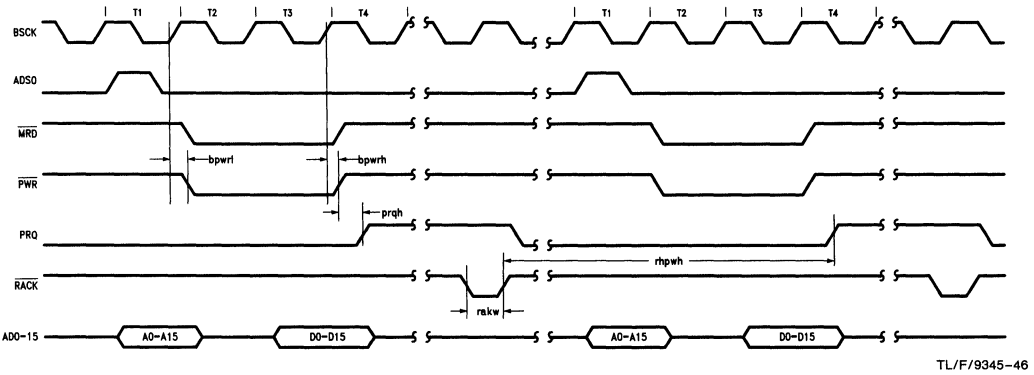 T1 T2 T3 T4 T1 T2 T3 T4
BSCK
ADS0
MRD
bpwrl bpwrh
PWR
prqh
PRQ
rhpwh
RACK
rakw
AD0-15 A0-A15 D0-D15 A0-A15 D0-D15
TL/F/9345-46